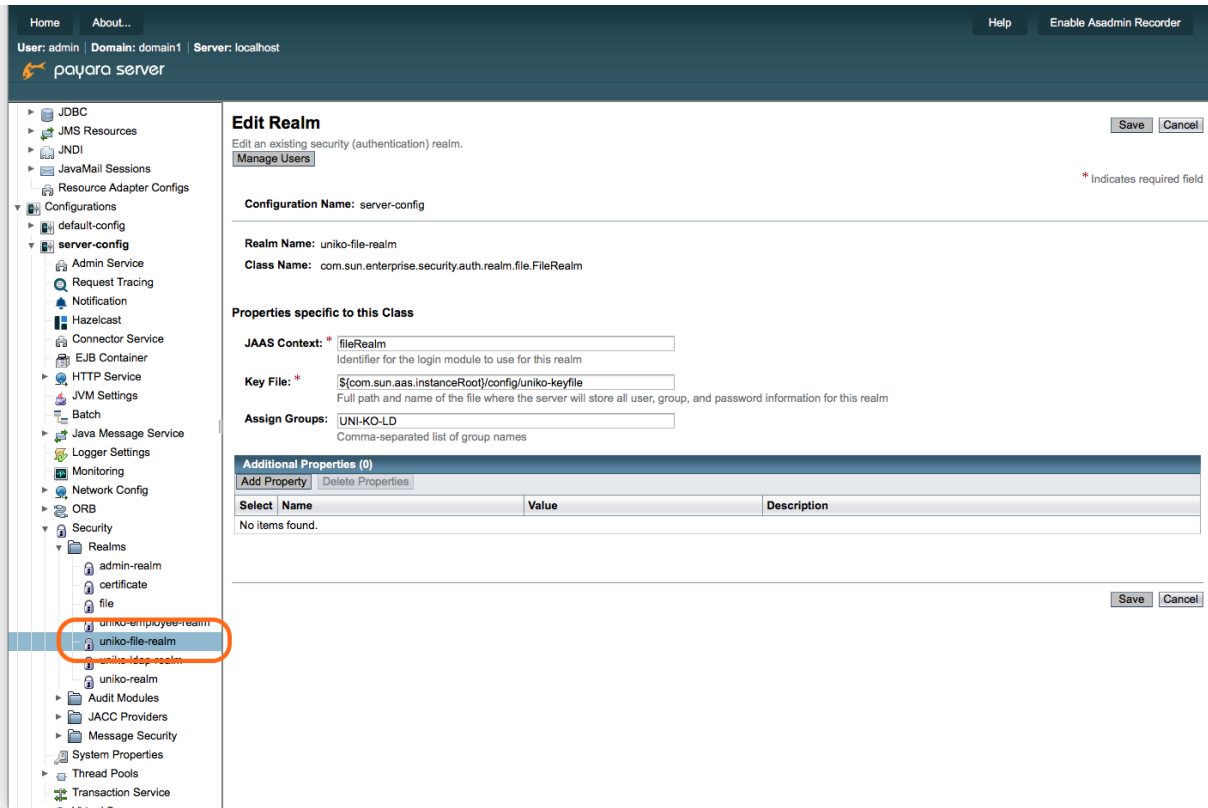 Home About... Help Enable Asadmin Recorder
User: admin Domain: domain1 Server: localhost
payara server
JDBC
JMS Resources
JNDI
JavaMail Sessions
Resource Adapter Configs
Configurations
default-config
server-config
Admin Service
Request Tracing
Notification
Hazelcast
Connector Service
EJB Container
HTTP Service
JVM Settings
Batch
Java Message Service
Logger Settings
Monitoring
Network Config
ORB
Security
Realms
admin-realm
certificate
file
uniko-employee-realm
uniko-file-realm
uniko-ldap-realm
uniko-realm
Audit Modules
JACC Providers
Message Security
System Properties
Thread Pools
Transaction Service
Edit Realm
Save Cancel
Edit an existing security (authentication) realm.
Manage Users
* Indicates required field
Configuration Name: server-config
Realm Name: uniko-file-realm
Class Name: com.sun.enterprise.security.auth.realm.file.FileRealm
Properties specific to this Class
JAAS Context: * fileRealm
Identifier for the login module to use for this realm
Key File: * ${com.sun.aas.instanceRoot}/config/uniko-keyfile
Full path and name of the file where the server will store all user, group, and password information for this realm
Assign Groups: UNI-KO-LD
Comma-separated list of group names
Additional Properties (0)
Add Property Delete Properties
Select Name Value Description
No items found.
Save Cancel